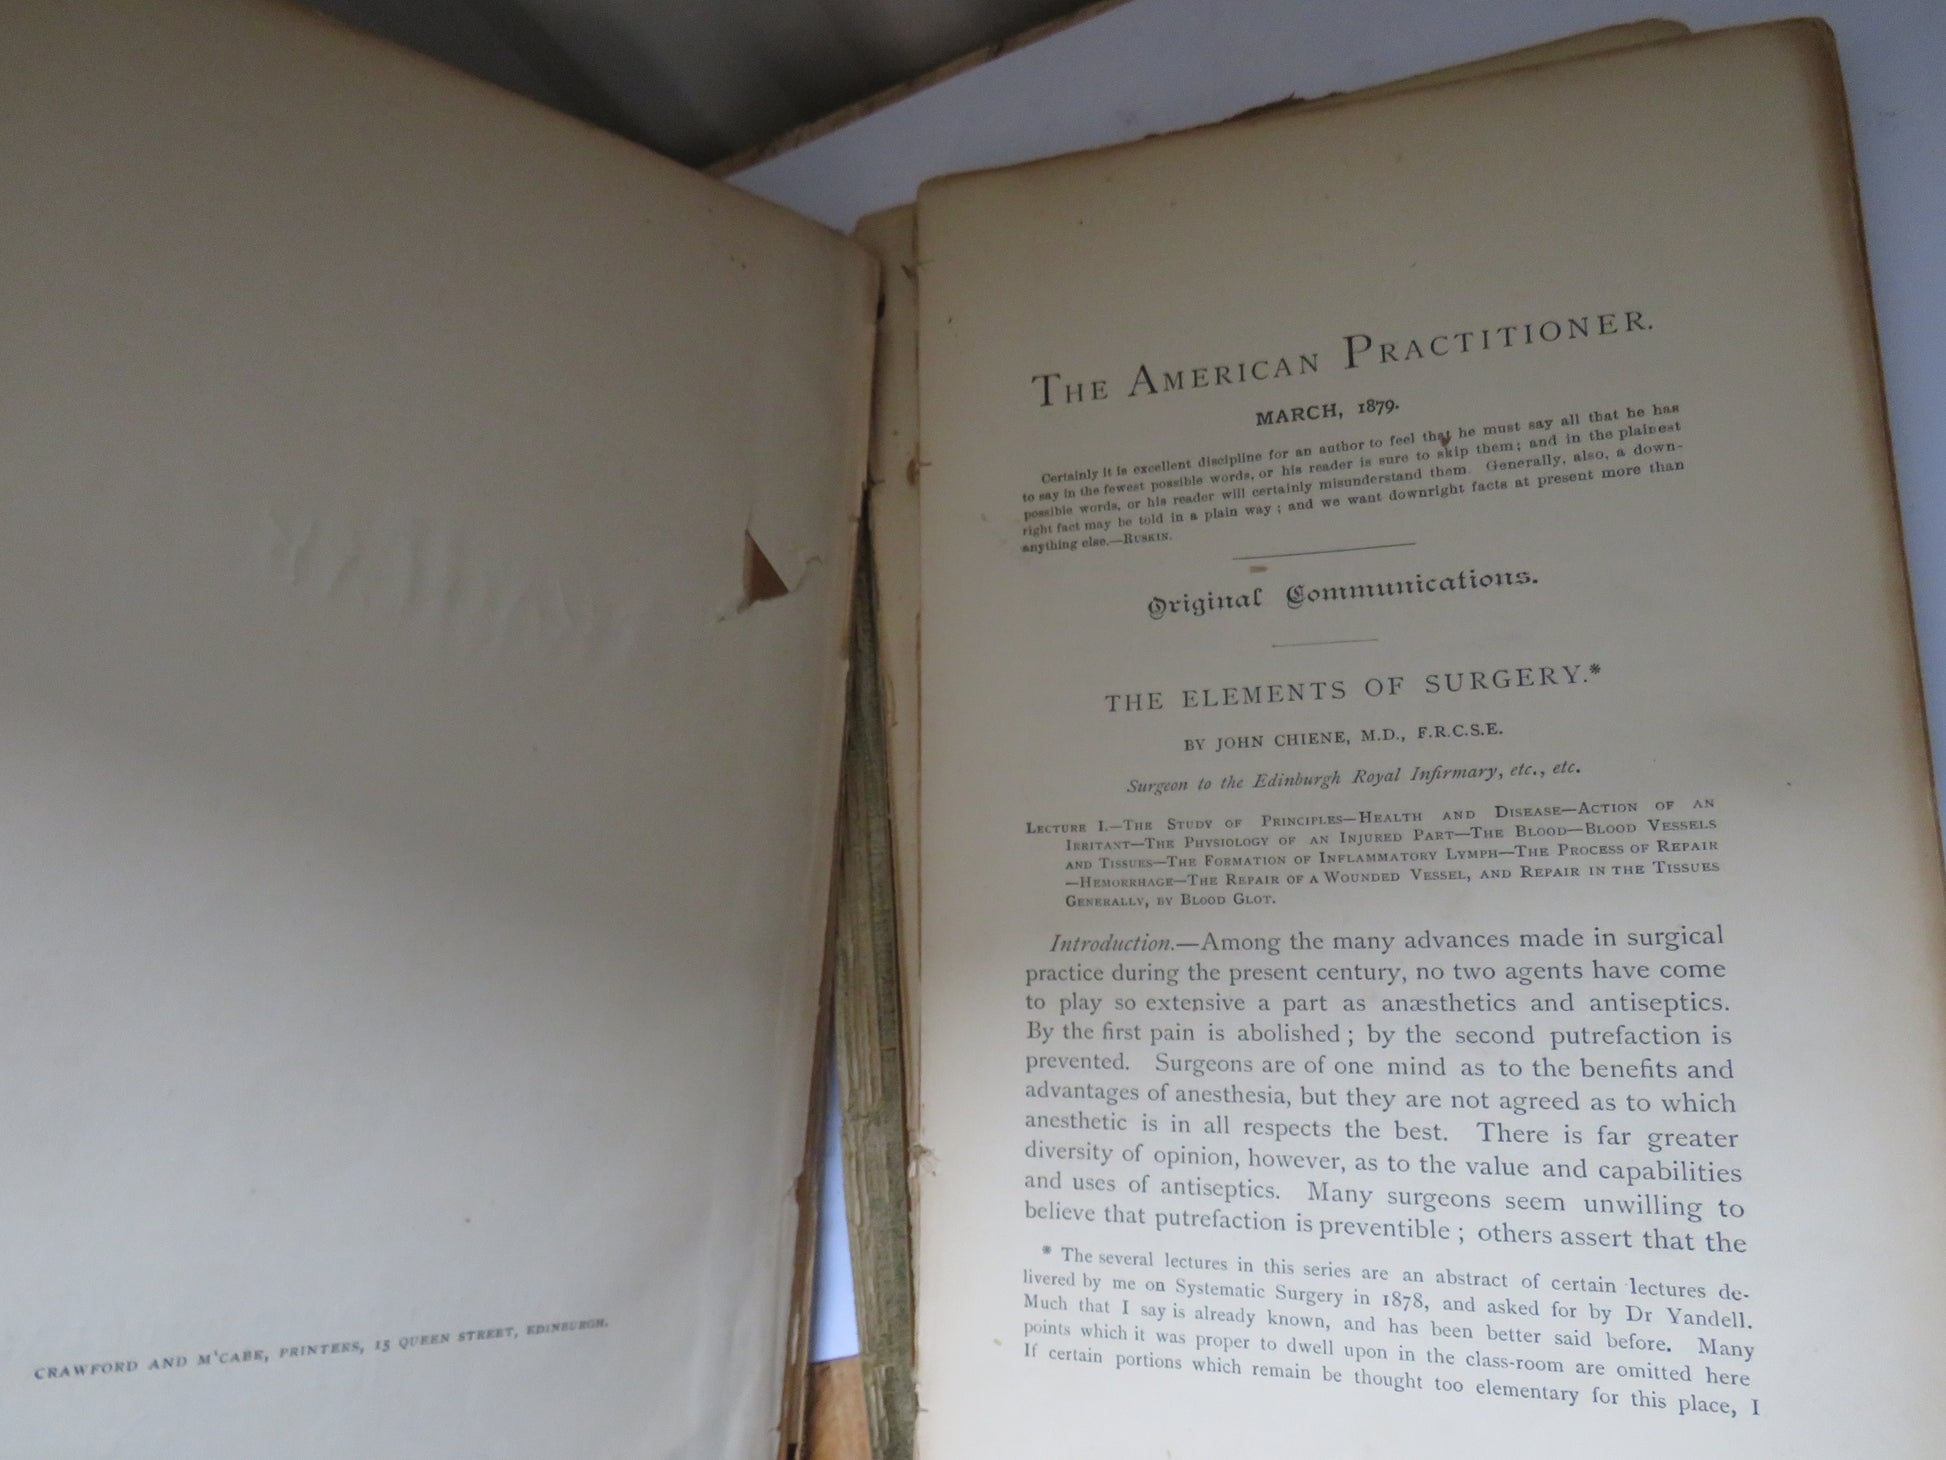 CRAWFORD AND M'CABE, PRINTERS, 15 QUEEN STREET, EDINBURGH.
THE AMERICAN PRACTITIONER.
MARCH, 1879.
Certainly it is excellent discipline for an author to feel that he must say all that he has
to say in the fewest possible words, or his reader is sure to skip them; and in the plainest
possible words, or his reader will certainly misunderstand them. Generally, also, a down-
right fact may be told in a plain way; and we want downright facts at present more than
anything else.—RUSKIN.
Original Communications.
THE ELEMENTS OF SURGERY.*
BY JOHN CHIENE, M.D., F.R.C.S.E.
Surgeon to the Edinburgh Royal Infirmary, etc., etc.
LECTURE I.—THE STUDY OF PRINCIPLES—HEALTH AND DISEASE—ACTION OF AN
IRRITANT—THE PHYSIOLOGY OF AN INJURED PART—THE BLOOD—BLOOD VESSELS
AND TISSUES—THE FORMATION OF INFLAMMATORY LYMPH—THE PROCESS OF REPAIR
—HEMORRHAGE—THE REPAIR OF A WOUNDED VESSEL, AND REPAIR IN THE TISSUES
GENERALLY, BY BLOOD GLOT.
Introduction.—Among the many advances made in surgical
practice during the present century, no two agents have come
to play so extensive a part as anæsthetics and antiseptics.
By the first pain is abolished; by the second putrefaction is
prevented. Surgeons are of one mind as to the benefits and
advantages of anesthesia, but they are not agreed as to which
anesthetic is in all respects the best. There is far greater
diversity of opinion, however, as to the value and capabilities
and uses of antiseptics. Many surgeons seem unwilling to
believe that putrefaction is preventible; others assert that the
* The several lectures in this series are an abstract of certain lectures de-
livered by me on Systematic Surgery in 1878, and asked for by Dr Yandell.
Much that I say is already known, and has been better said before. Many
points which it was proper to dwell upon in the class-room are omitted here
If certain portions which remain be thought too elementary for this place, I